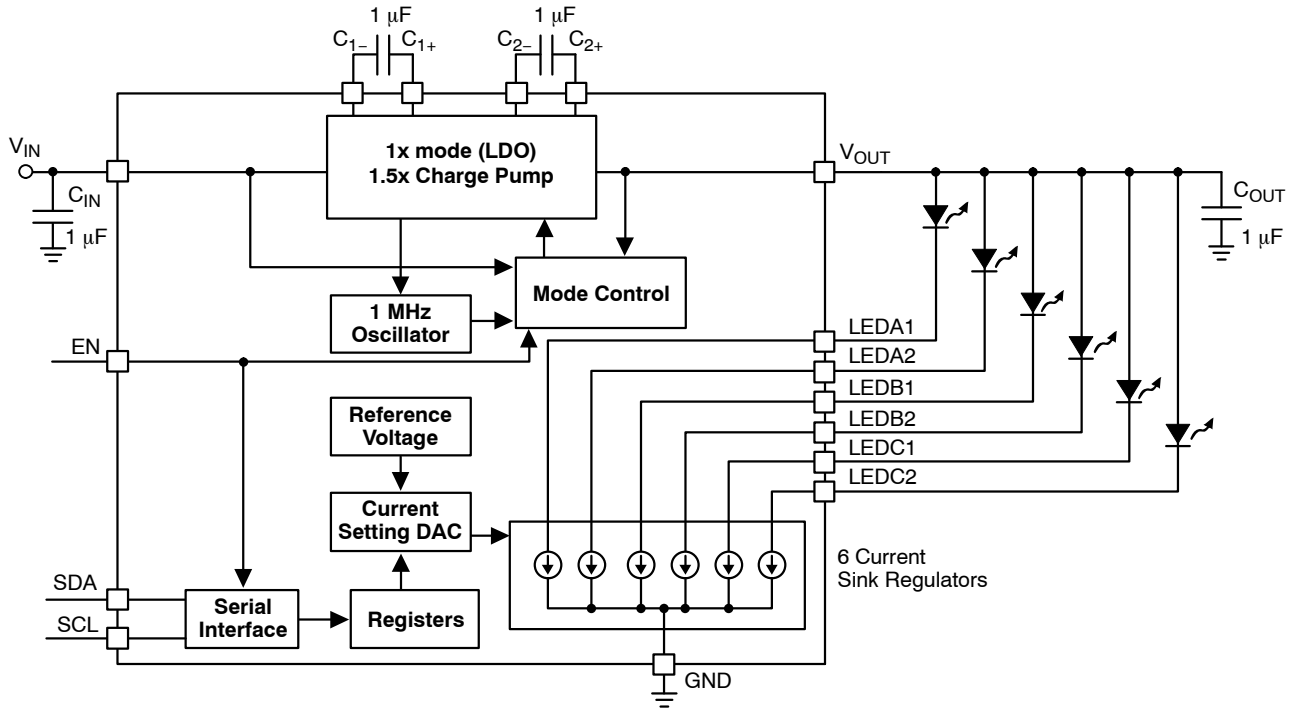 1 μF
1 μF
C1− C1+ C2− C2+
1x mode (LDO)
1.5x Charge Pump
VIN
VOUT
CIN
1 μF
COUT
1 μF
Mode Control
1 MHz
Oscillator
EN
LEDA1
LEDA2
LEDB1
LEDB2
LEDC1
LEDC2
Reference
Voltage
Current
Setting DAC
6 Current
Sink Regulators
SDA
SCL
Serial
Interface
Registers
GND